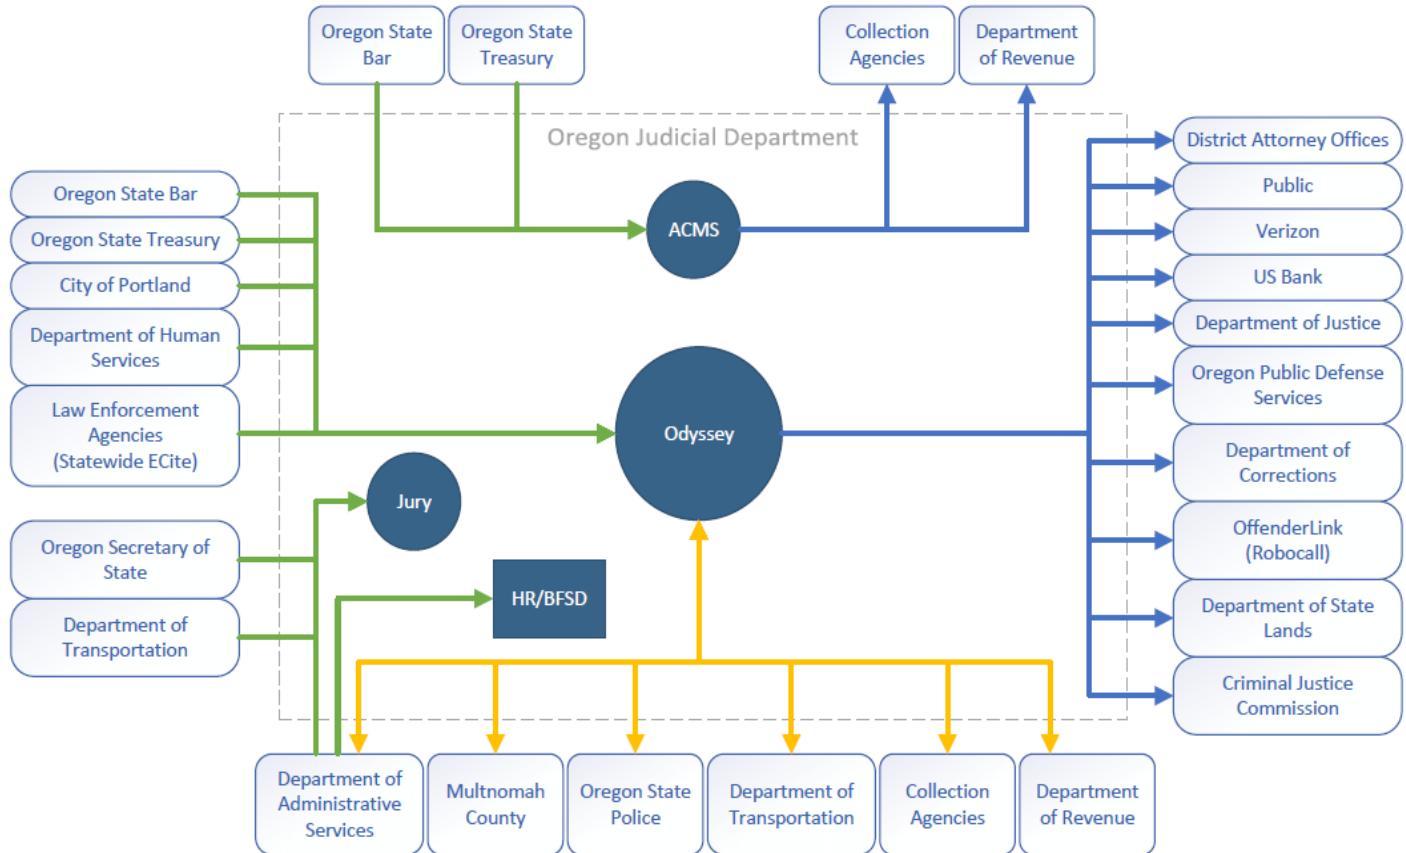 Oregon State
Bar
Oregon State
Treasury
Collection
Agencies
Department
of Revenue
Oregon Judicial Department
District Attorney Offices
Public
Verizon
US Bank
Department of Justice
Oregon Public Defense
Services
Department of
Corrections
OffenderLink
(Robocall)
Department of State
Lands
Criminal Justice
Commission
Oregon State Bar
Oregon State Treasury
City of Portland
Department of Human
Services
Law Enforcement
Agencies
(Statewide ECite)
Oregon Secretary of
State
Department of
Transportation
ACMS
Odyssey
Jury
HR/BFSD
Department of
Administrative
Services
Multnomah
County
Oregon State
Police
Department of
Transportation
Collection
Agencies
Department
of Revenue